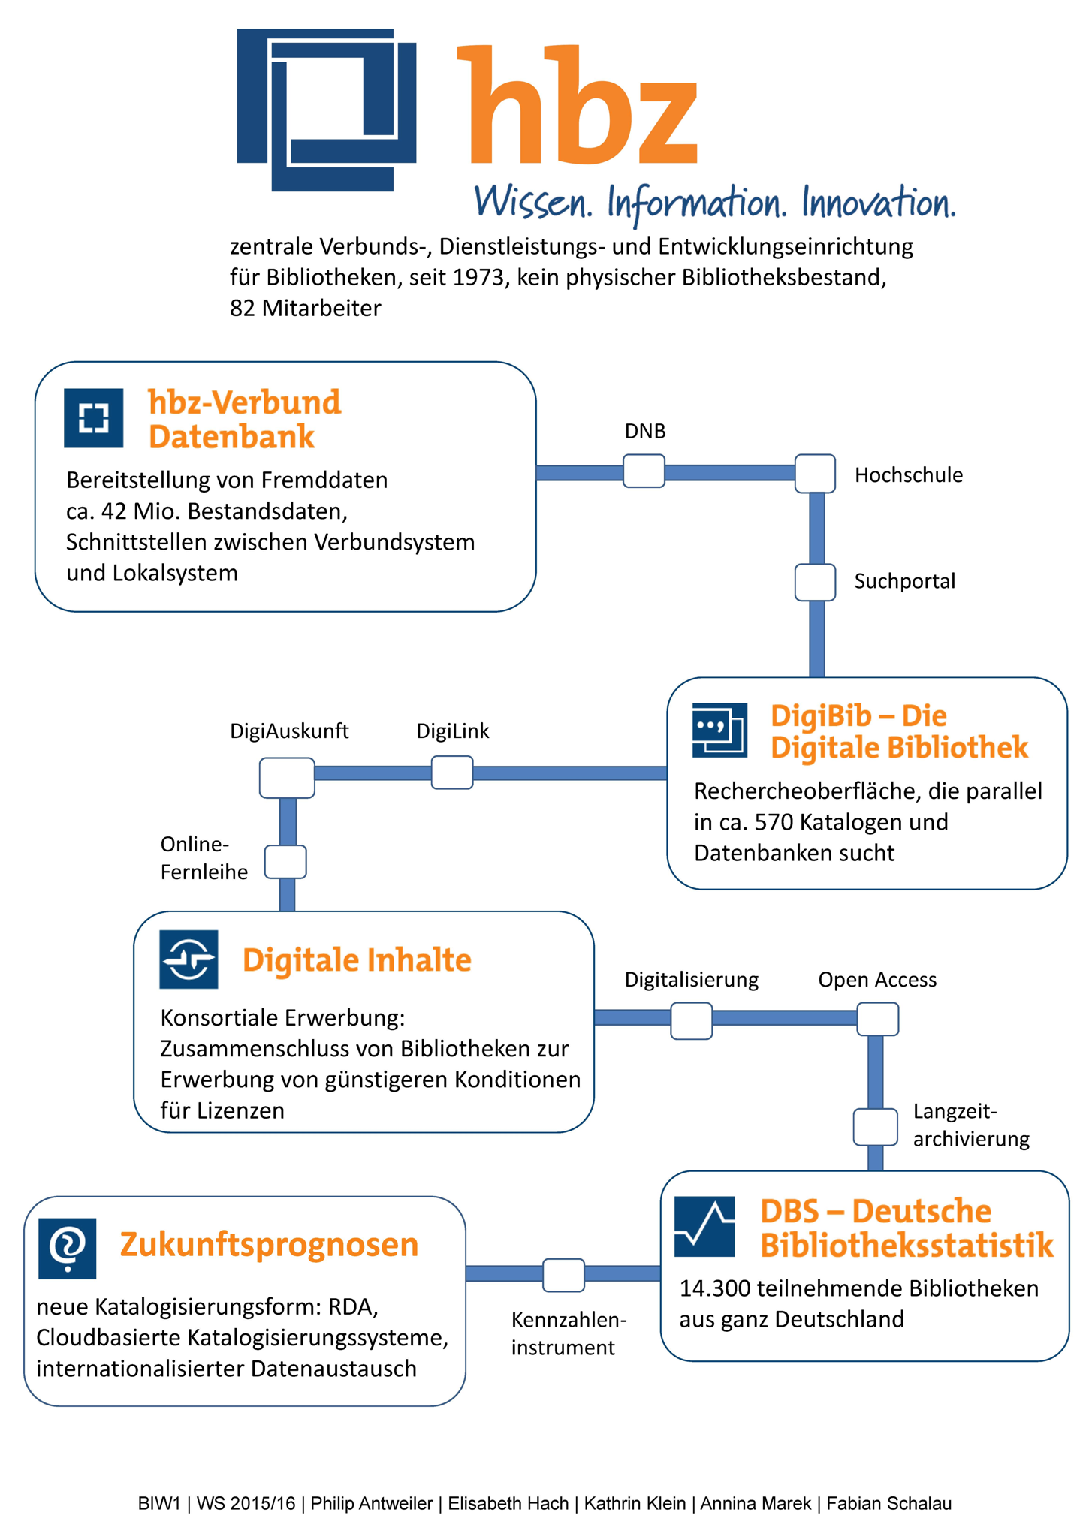 hbz
Wissen. Information. Innovation.
zentrale Verbunds-, Dienstleistungs- und Entwicklungseinrichtung
für Bibliotheken, seit 1973, kein physischer Bibliotheksbestand,
82 Mitarbeiter
hbz-Verbund
Datenbank
Bereitstellung von Fremddaten
ca. 42 Mio. Bestandsdaten,
Schnittstellen zwischen Verbundsystem
und Lokalsystem
DNB
Hochschule
Suchportal
DigiBib – Die
Digitale Bibliothek
Rechercheoberfläche, die parallel
in ca. 570 Katalogen und
Datenbanken sucht
DigiLink
DigiAuskunft
Online-
Fernleihe
Digitale Inhalte
Konsortiale Erwerbung:
Zusammenschluss von Bibliotheken zur
Erwerbung von günstigeren Konditionen
für Lizenzen
Digitalisierung
Open Access
Langzeit-
archivierung
DBS – Deutsche
Bibliotheksstatistik
14.300 teilnehmende Bibliotheken
aus ganz Deutschland
Kennzahlen-
instrument
Zukunftsprognosen
neue Katalogisierungsform: RDA,
Cloudbasierte Katalogisierungssysteme,
internationalisierter Datenaustausch
BIW1 | WS 2015/16 | Philip Antweiler | Elisabeth Hach | Kathrin Klein | Annina Marek | Fabian Schalau